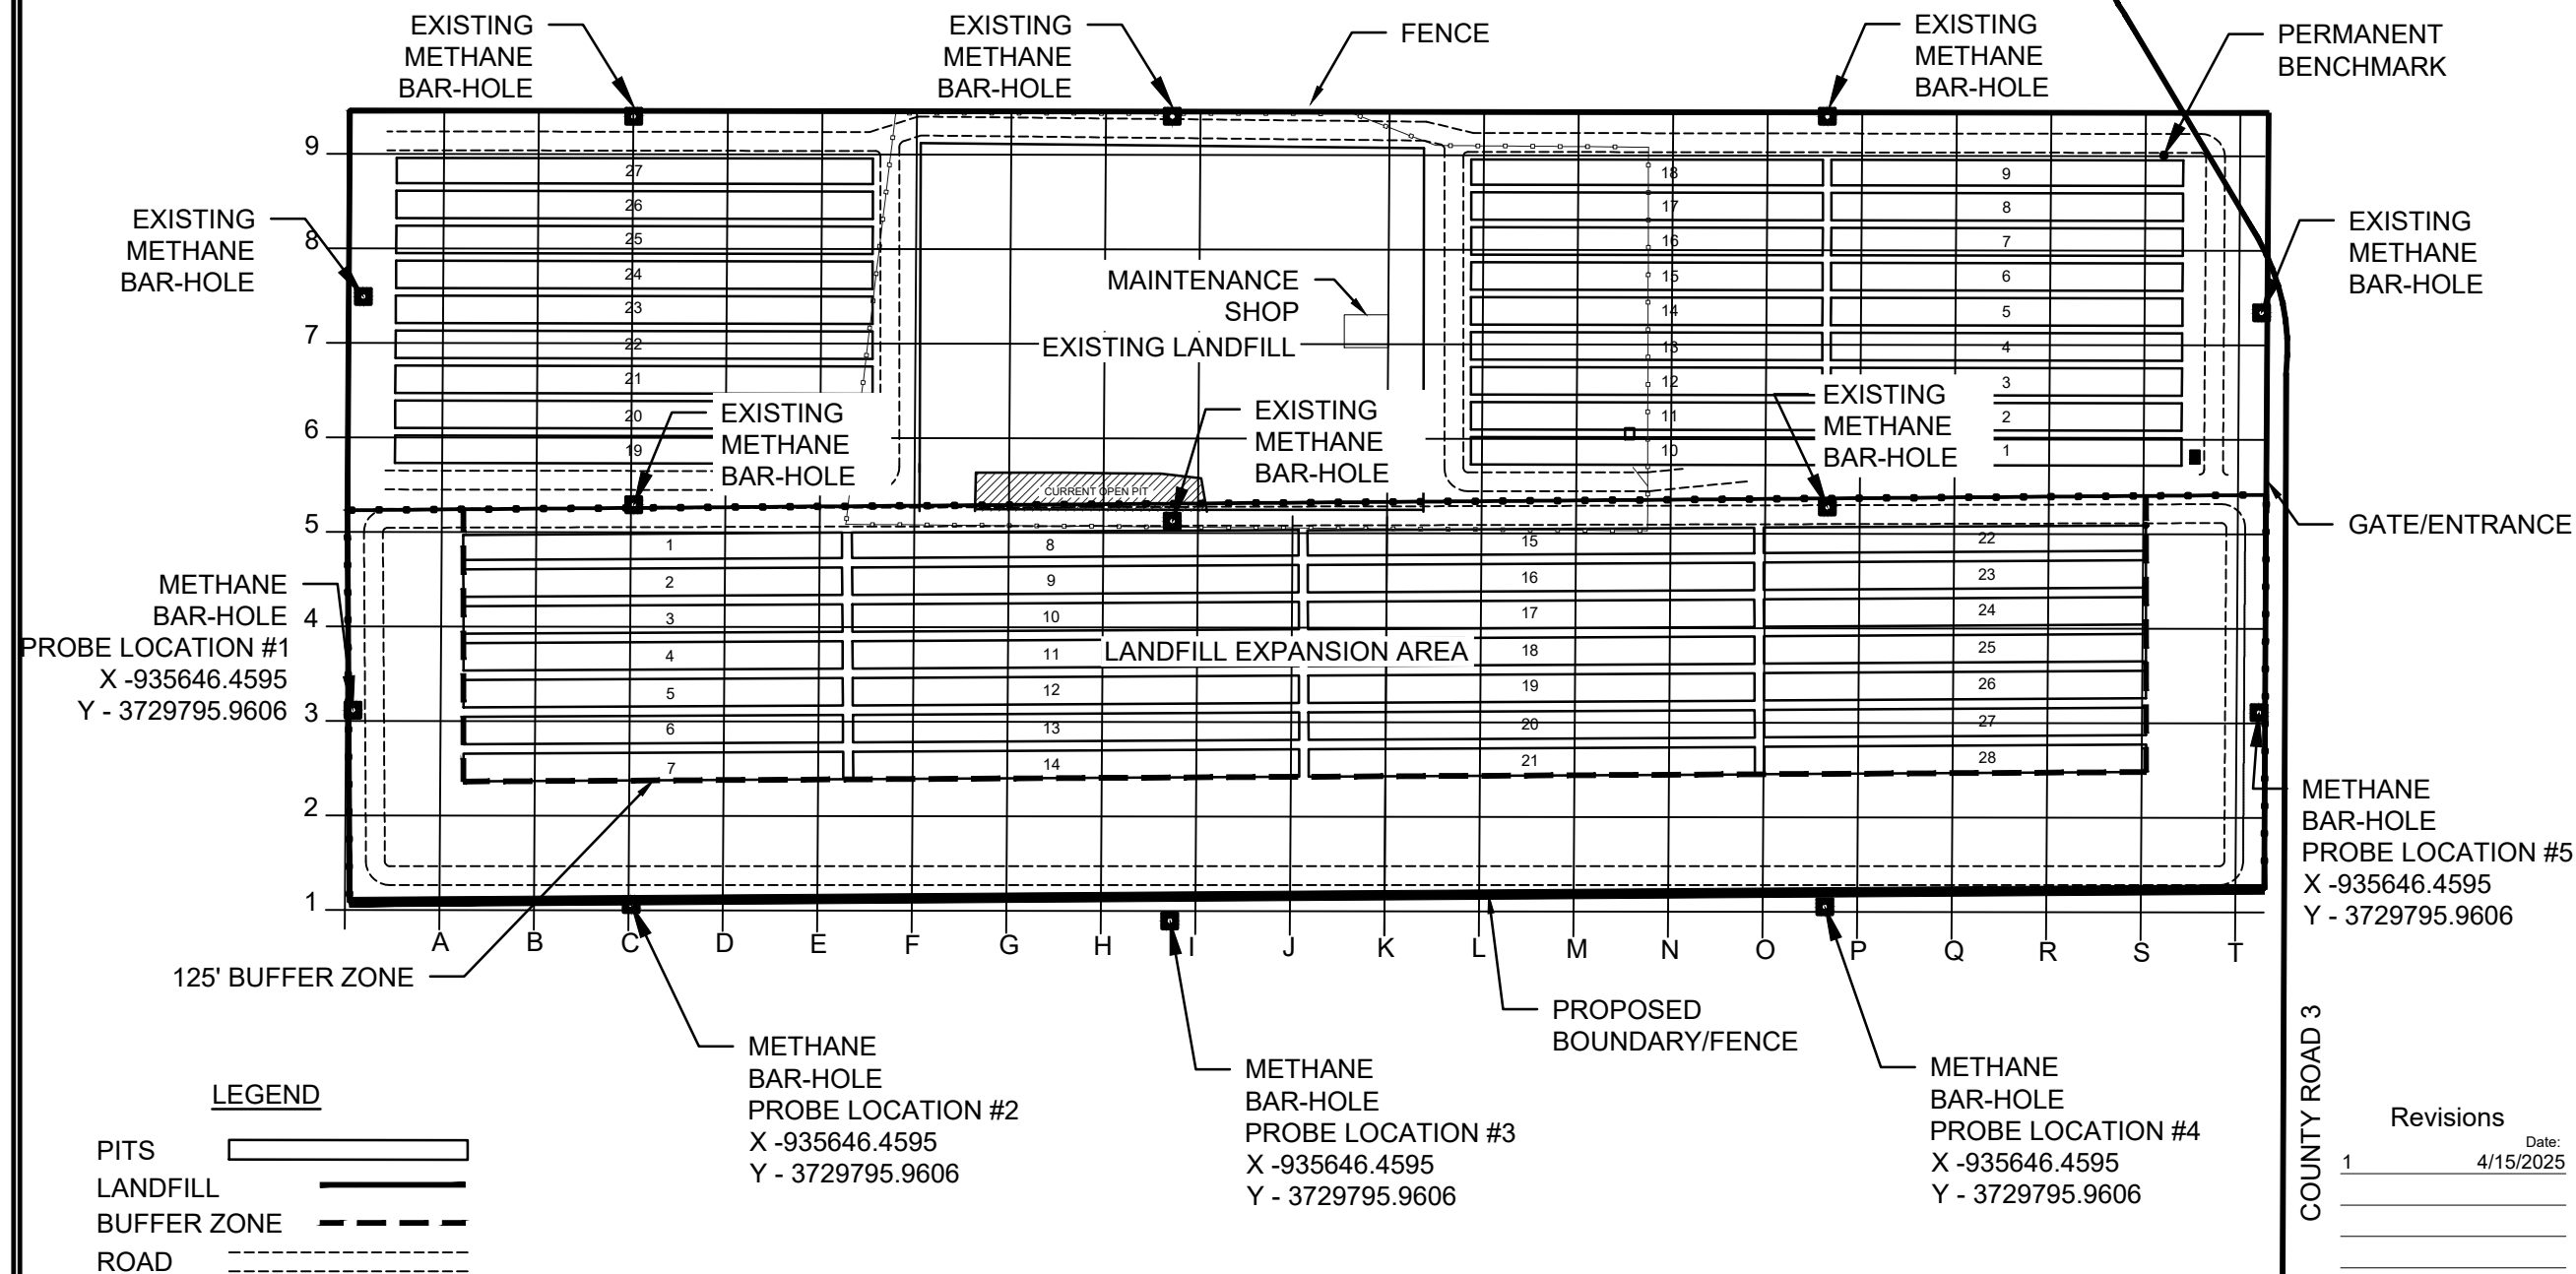 EXISTING
METHANE
BAR-HOLE
EXISTING
METHANE
BAR-HOLE
FENCE
EXISTING
METHANE
BAR-HOLE
PERMANENT
BENCHMARK
9
8
7
6
5
4
3
2
1
EXISTING
METHANE
BAR-HOLE
27
26
25
24
23
22
21
20
19
MAINTENANCE
SHOP
EXISTING LANDFILL
18
17
16
15
14
13
12
11
10
9
8
7
6
5
4
3
2
1
EXISTING
METHANE
BAR-HOLE
EXISTING
METHANE
BAR-HOLE
EXISTING
METHANE
BAR-HOLE
EXISTING
METHANE
BAR-HOLE
CURRENT OPEN PIT
GATE/ENTRANCE
METHANE
BAR-HOLE
PROBE LOCATION #1
X -935646.4595
Y - 3729795.9606
1
2
3
4
5
6
7
8
9
10
11
12
13
14
LANDFILL EXPANSION AREA
15
16
17
18
19
20
21
22
23
24
25
26
27
28
METHANE
BAR-HOLE
PROBE LOCATION #5
X -935646.4595
Y - 3729795.9606
A B C D E F G H I J K L M N O P Q R S T
125' BUFFER ZONE
METHANE
BAR-HOLE
PROBE LOCATION #2
X -935646.4595
Y - 3729795.9606
METHANE
BAR-HOLE
PROBE LOCATION #3
X -935646.4595
Y - 3729795.9606
PROPOSED
BOUNDARY/FENCE
METHANE
BAR-HOLE
PROBE LOCATION #4
X -935646.4595
Y - 3729795.9606
COUNTY ROAD 3
LEGEND
PITS
LANDFILL
BUFFER ZONE
ROAD
Revisions
Date:
1 4/15/2025